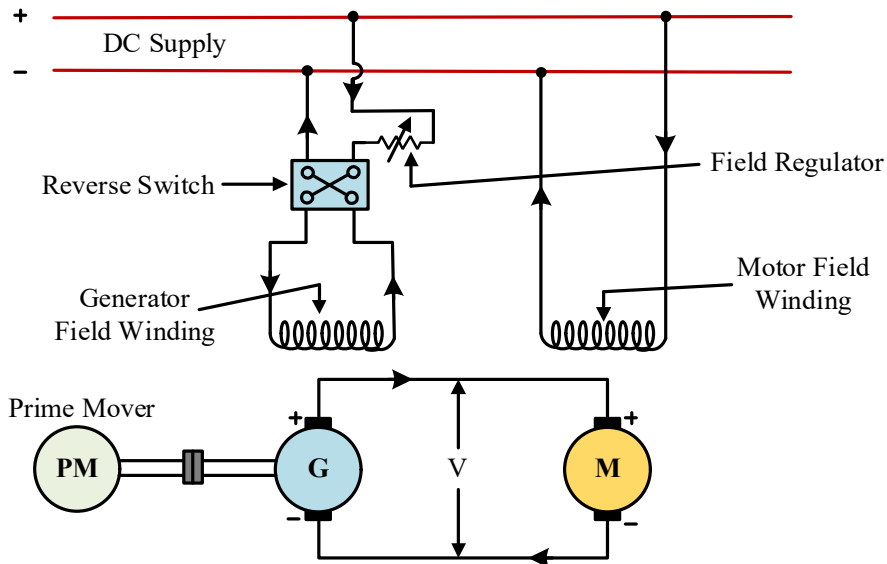 +
DC Supply
−
Reverse Switch
Field Regulator
Generator
Field Winding
Motor Field
Winding
Prime Mover
+
+
PM
G
V
M
−
−